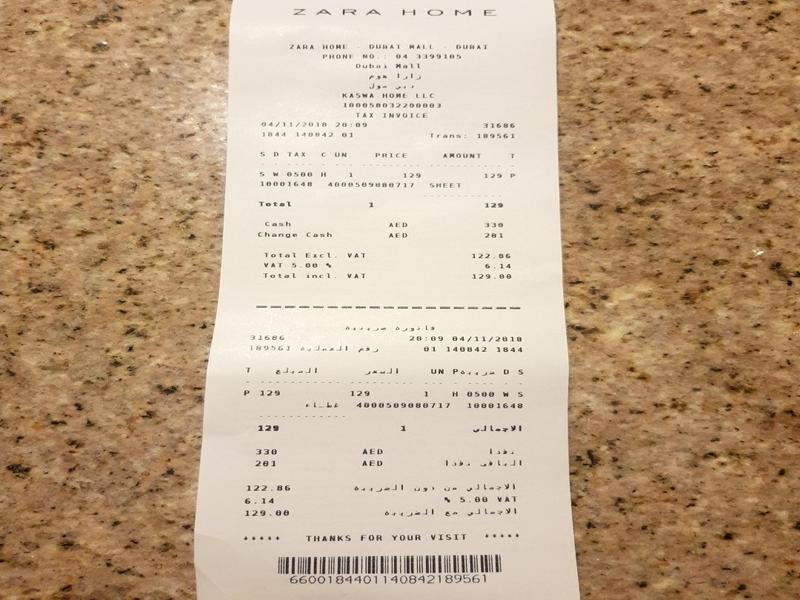 ZARA HOME
ZARA HOME - DUBAI MALL - DUBAI
PHONE NO.: 04 3399105
Dubai Mall
زارا هوم
دبي مول
KASWA HOME LLC
100058032200003
TAX INVOICE
04/11/2018 20:09 31686
1844 140842 01 Trans: 189561
S D TAX C UN PRICE AMOUNT T
S W 0500 H 1 129 129 P
10001648 4000509080717 SHEET
Total 1 129
Cash AED 330
Change Cash AED 201
Total Excl. VAT 122.86
VAT 5.00 % 6.14
Total incl. VAT 129.00
فاتورة ضريبية
31686 20:09 04/11/2018
189561 رقم العملية 01 140842 1844
T المبلغ السعر UN P ضريبة D S
P 129 129 1 H 0500 W S
غطاء 4000509080717 10001648
129 1 الاجمالي
330 AED نقدا
201 AED الباقي نقدا
122.86 الاجمالي من دون الضريبة
6.14 % 5.00 VAT
129.00 الاجمالي مع الضريبة
***** THANKS FOR YOUR VISIT *****
6600184401140842189561